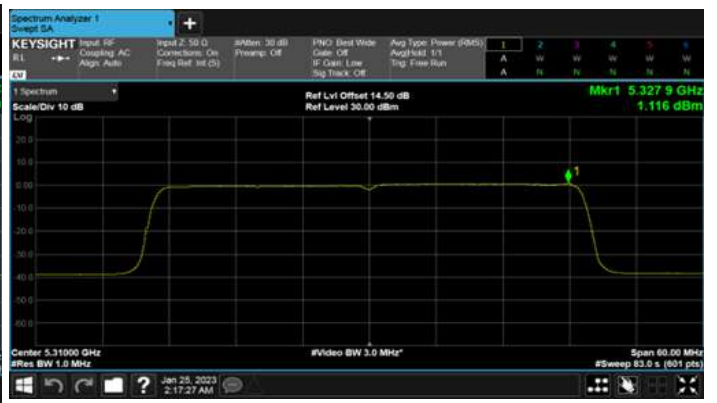 Spectrum Analyzer 1
Swept SA
+
KEYSIGHT Input: RF Input Z: 50 Ω #Atten: 30 dB PNO: Best Wide Avg Type: Power (RMS) 1 2 3 4 5 6
RL Coupling: AC Corrections: On Preamp: Off Gate: Off Avg|Hold: 1/1 A W W W W W
Align: Auto Freq Ref: Int (S) IF Gain: Low Trig: Free Run
LVI Sig Track: Off A N N N N N
1 Spectrum Ref Lvl Offset 14.50 dB Mkr1 5.327 9 GHz
Scale/Div 10 dB Ref Level 30.00 dBm 1.116 dBm
Log
20.0
10.0
0.00
-10.0
-20.0
-30.0
-40.0
-50.0
-60.0
1
Center 5.31000 GHz #Video BW 3.0 MHz* Span 60.00 MHz
#Res BW 1.0 MHz #Sweep 83.0 s (601 pts)
? Jan 25, 2023
2:17:27 AM